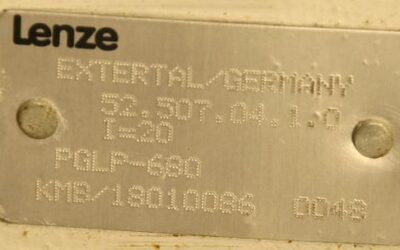 Lenze
EXTERTAL/GERMANY
52.507.04.1.0
I=20
PGLP-680
KMB/18010086 0048